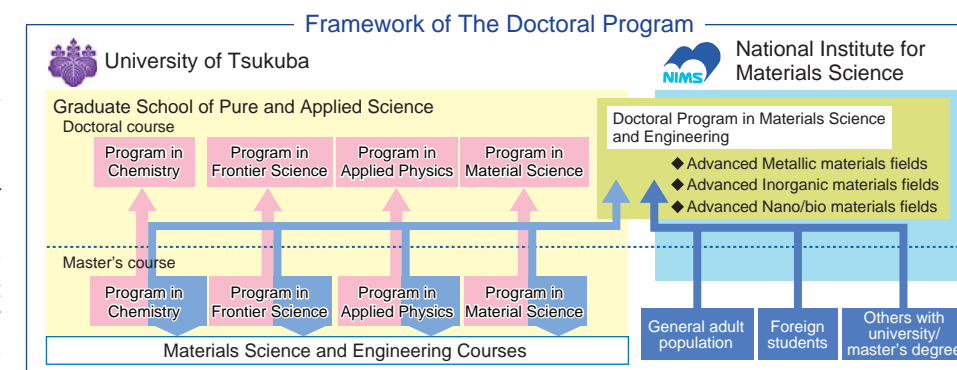 Framework of The Doctoral Program
University of Tsukuba
NIMS
National Institute for
Materials Science
Graduate School of Pure and Applied Science
Doctoral course
Program in
Chemistry
Program in
Frontier Science
Program in
Applied Physics
Program in
Material Science
Doctoral Program in Materials Science
and Engineering
◆ Advanced Metallic materials fields
◆ Advanced Inorganic materials fields
◆ Advanced Nano/bio materials fields
Master's course
Program in
Chemistry
Program in
Frontier Science
Program in
Applied Physics
Program in
Material Science
Materials Science and Engineering Courses
General adult
population
Foreign
students
Others with
university/
master's degree